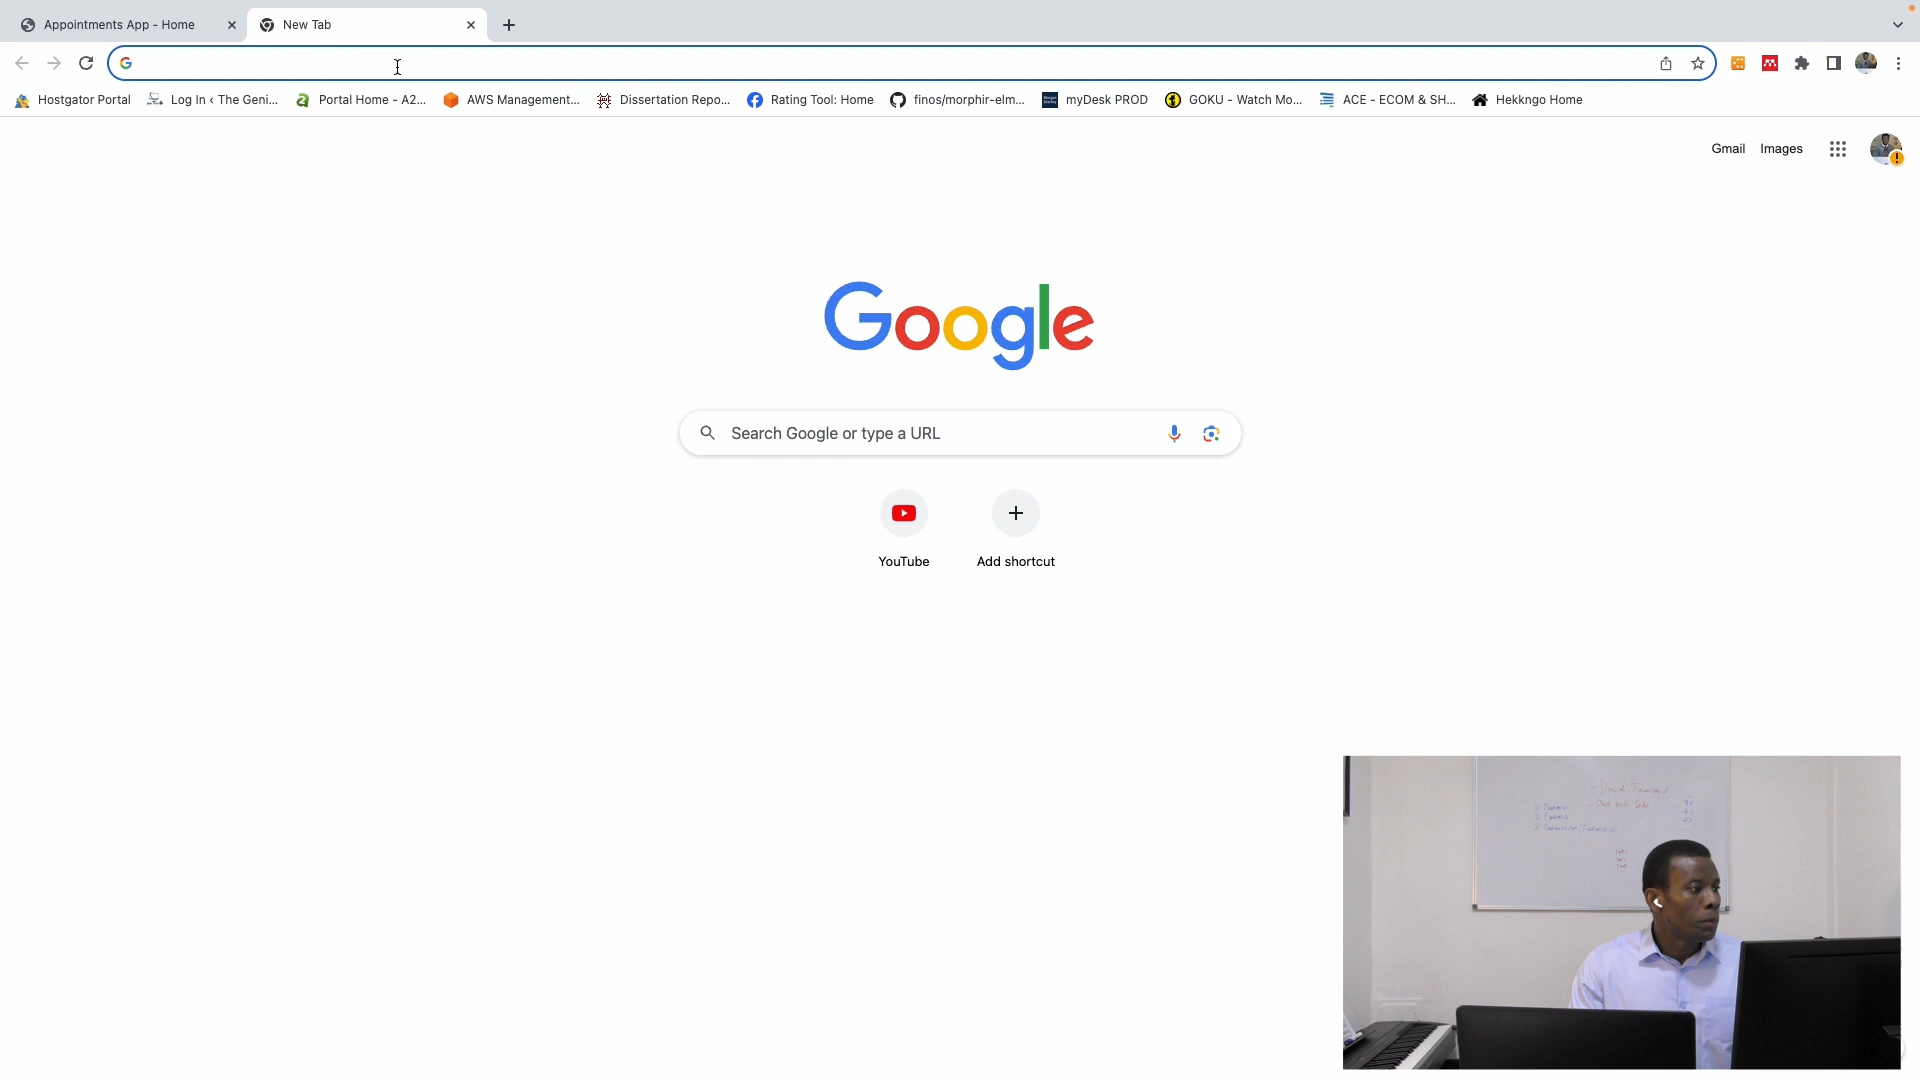 Appointments App - Home
New Tab
Hostgator Portal
Log In ‹ The Geni...
Portal Home - A2...
AWS Management...
Dissertation Repo...
Rating Tool: Home
finos/morphir-elm...
myDesk PROD
GOKU - Watch Mo...
ACE - ECOM & SH...
Hekkngo Home
Gmail Images
Google
Search Google or type a URL
YouTube
Add shortcut